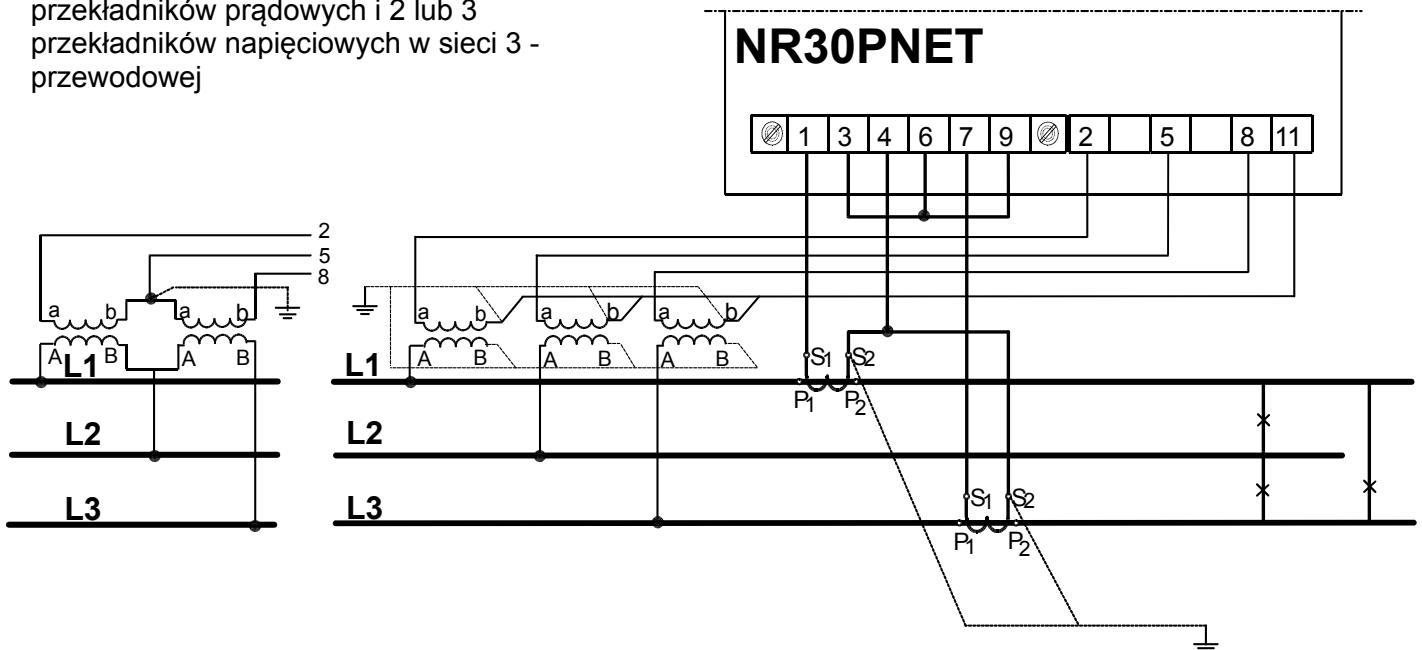 przekładników prądowych i 2 lub 3
przekładników napięciowych w sieci 3 -
przewodowej
NR30PNET
1 3 4 6 7 9 2 5 8 11
2
5
8
a b a b
A B A B
a b a b a b
A B A B A B
S1 S2
P1 P2
L1 L1
L2 L2
L3 L3
S1 S2
P1 P2